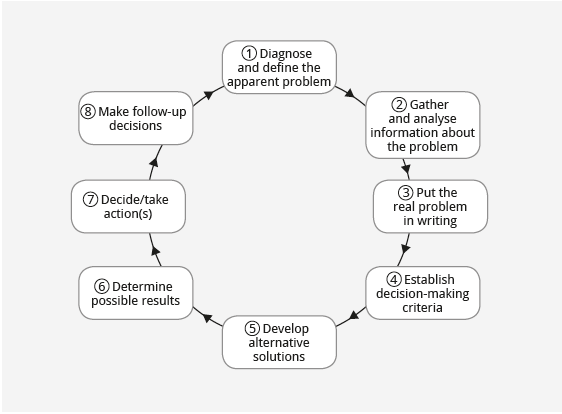 ① Diagnose
and define the
apparent problem
② Gather
and analyse
information about
the problem
③ Put the
real problem
in writing
④ Establish
decision-making
criteria
⑤ Develop
alternative
solutions
⑥ Determine
possible results
⑦ Decide/take
action(s)
⑧ Make follow-up
decisions